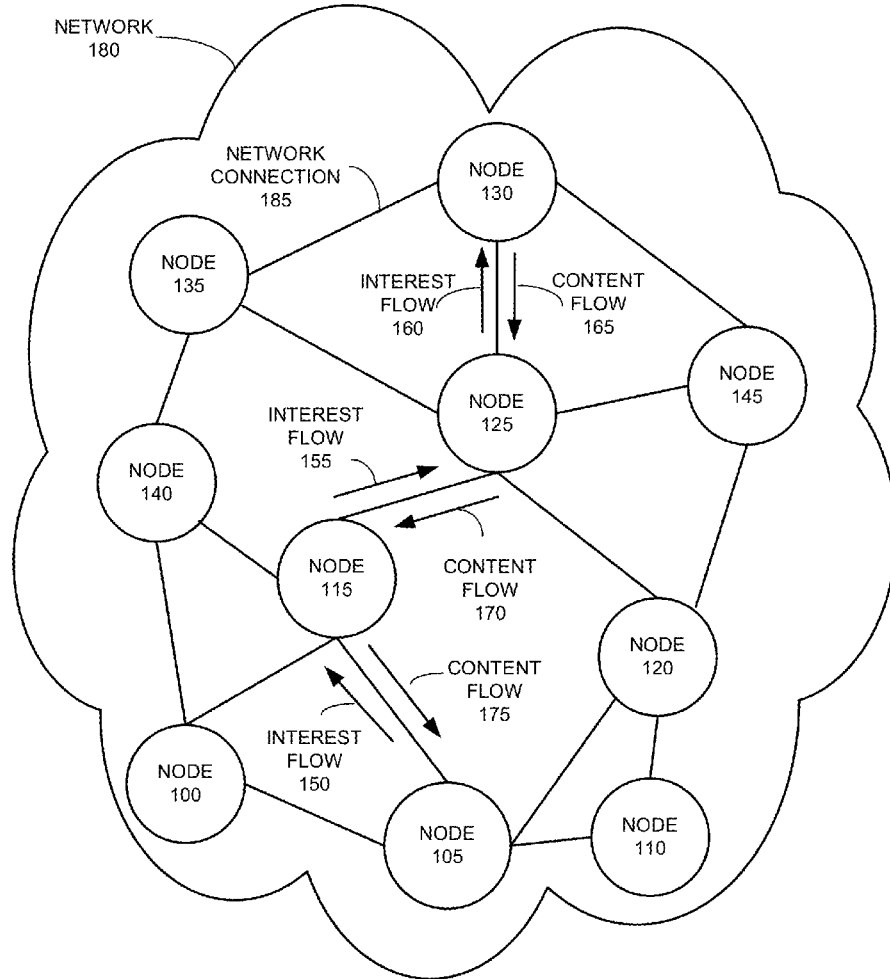 NETWORK
180
NETWORK
CONNECTION
185
NODE
130
NODE
135
INTEREST
FLOW
160
CONTENT
FLOW
165
NODE
145
NODE
125
INTEREST
FLOW
155
NODE
140
NODE
115
CONTENT
FLOW
170
NODE
120
CONTENT
FLOW
175
INTEREST
FLOW
150
NODE
100
NODE
105
NODE
110